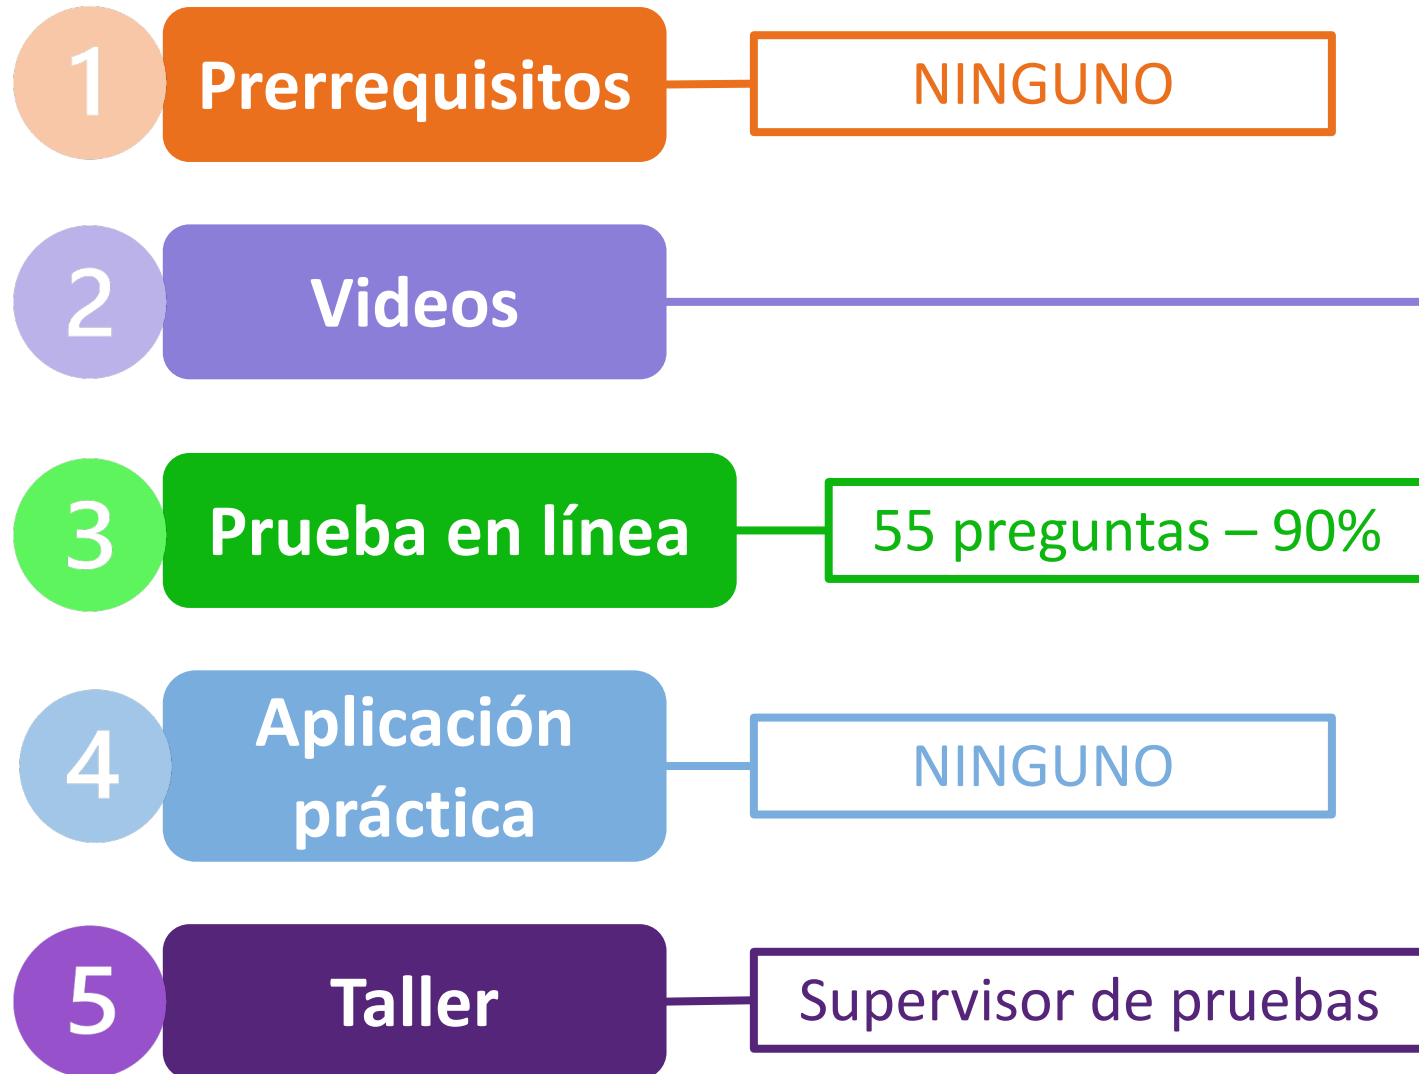 1
Prerrequisitos
NINGUNO
2
Videos
3
Prueba en línea
55 preguntas – 90%
4
Aplicación
práctica
NINGUNO
5
Taller
Supervisor de pruebas